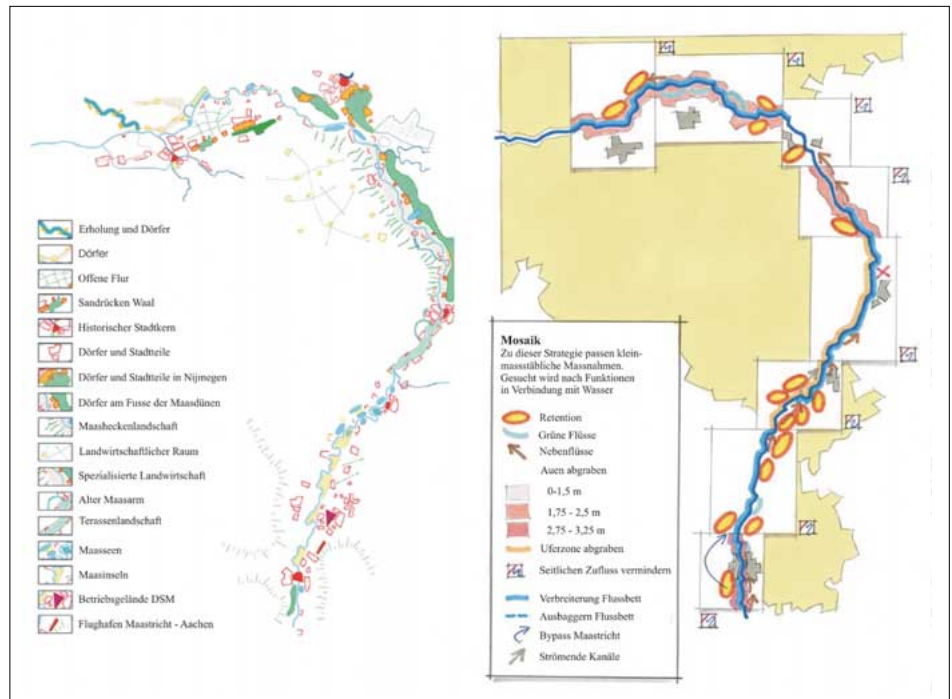 Erholung und Dörfer
Dörfer
Offene Flur
Sandrücken Waal
Historischer Stadtkern
Dörfer und Stadtteile
Dörfer und Stadtteile in Nijmegen
Dörfer am Fusse der Maasdünen
Maasheckenlandschaft
Landwirtschaftlicher Raum
Spezialisierte Landwirtschaft
Alter Maasarm
Terassenlandschaft
Maasseen
Maasinseln
Betriebsgelände DSM
Flughafen Maastricht - Aachen
Mosaik
Zu dieser Strategie passen klein-
massstäbliche Massnahmen.
Gesucht wird nach Funktionen
in Verbindung mit Wasser
Retention
Grüne Flüsse
Nebenflüsse
Auen abgraben
0-1,5 m
1,75 - 2,5 m
2,75 - 3,25 m
Uferzone abgraben
Seitlichen Zufluss vermindern
Verbreiterung Flussbett
Ausbaggern Flussbett
Bypass Maastricht
Strömende Kanäle